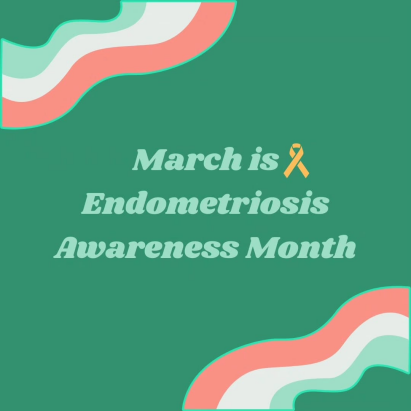 March is
Endometriosis
Awareness Month